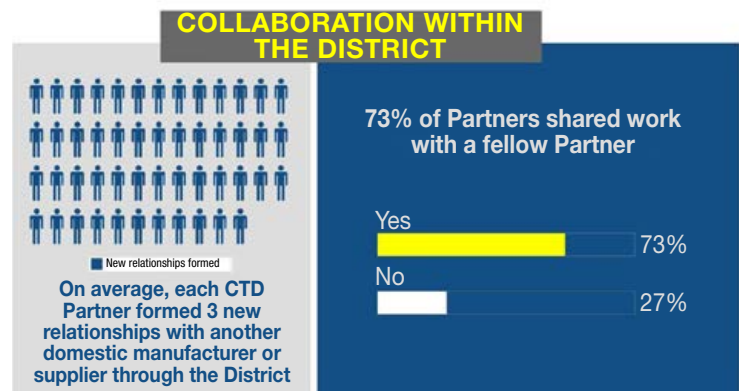 COLLABORATION WITHIN
THE DISTRICT
New relationships formed
On average, each CTD
Partner formed 3 new
relationships with another
domestic manufacturer or
supplier through the District
73% of Partners shared work
with a fellow Partner
Yes
73%
No
27%